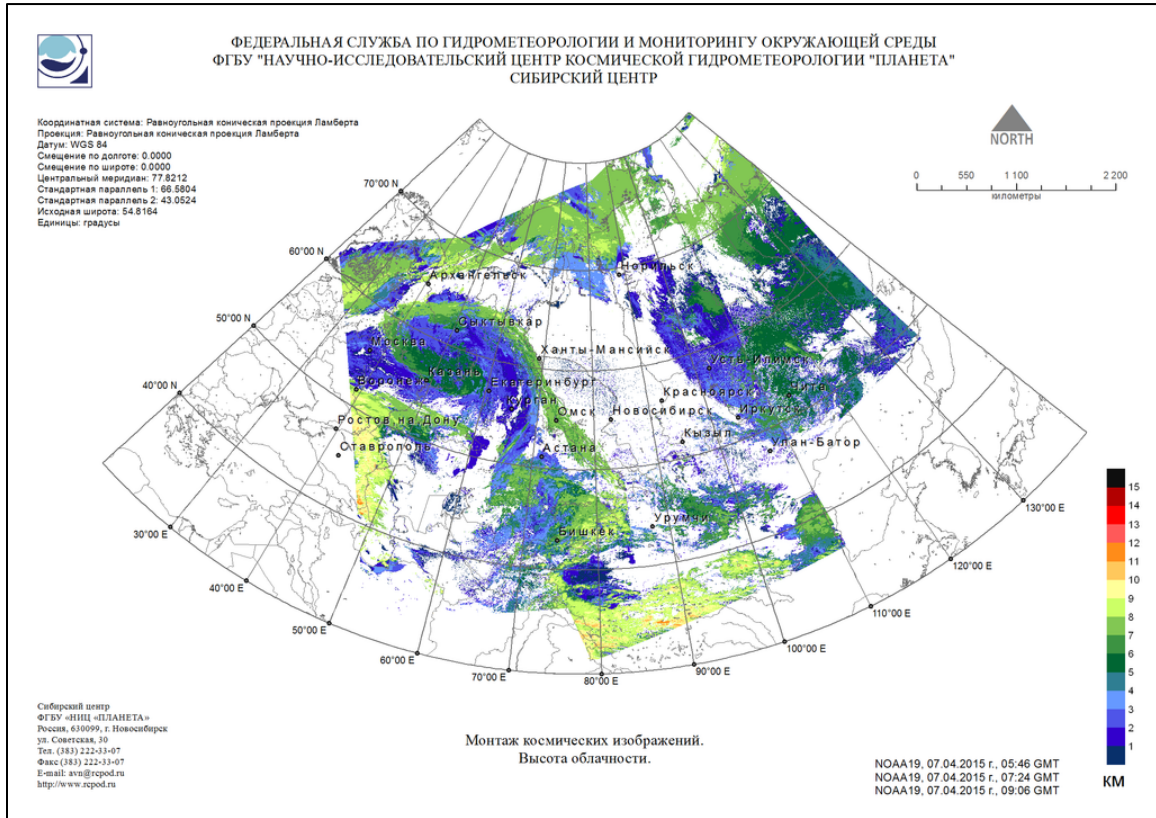 ФЕДЕРАЛЬНАЯ СЛУЖБА ПО ГИДРОМЕТЕОРОЛОГИИ И МОНИТОРИНГУ ОКРУЖАЮЩЕЙ СРЕДЫ
ФГБУ "НАУЧНО-ИССЛЕДОВАТЕЛЬСКИЙ ЦЕНТР КОСМИЧЕСКОЙ ГИДРОМЕТЕОРОЛОГИИ "ПЛАНЕТА"
СИБИРСКИЙ ЦЕНТР
Координатная система: Равноугольная коническая проекция Ламберта
Проекция: Равноугольная коническая проекция Ламберта
Датум: WGS 84
Смещение по долготе: 0.0000
Смещение по широте: 0.0000
Центральный меридиан: 77.8212
Стандартная параллель 1: 66.5804
Стандартная параллель 2: 43.0524
Исходная широта: 54.8164
Единицы: градусы
NORTH
0 550 1 100 2 200
километры
70°00' N
60°00' N
50°00' N
40°00' N
Архангельск
Норильск
Сыктывкар
Москва
Ханты-Мансийск
Усть-Илимск
Казань
Воронеж
Екатеринбург
Чита
Красноярск
Курган
Омск
Новосибирск
Иркутск
Ростов на Дону
Кызыл
Ставрополь
Астана
Улан-Батор
Урумчи
Бишкек
30°00' E
40°00' E
50°00' E
60°00' E
70°00' E
80°00' E
90°00' E
100°00' E
110°00' E
120°00' E
130°00' E
15
14
13
12
11
10
9
8
7
6
5
4
3
2
1
КМ
Сибирский центр
ФГБУ «НИЦ «ПЛАНЕТА»
Россия, 630099, г. Новосибирск
ул. Советская, 30
Тел. (383) 222-33-07
Факс (383) 222-33-07
E-mail: avn@rcpod.ru
http://www.rcpod.ru
Монтаж космических изображений.
Высота облачности.
NOAA19, 07.04.2015 г., 05:46 GMT
NOAA19, 07.04.2015 г., 07:24 GMT
NOAA19, 07.04.2015 г., 09:06 GMT